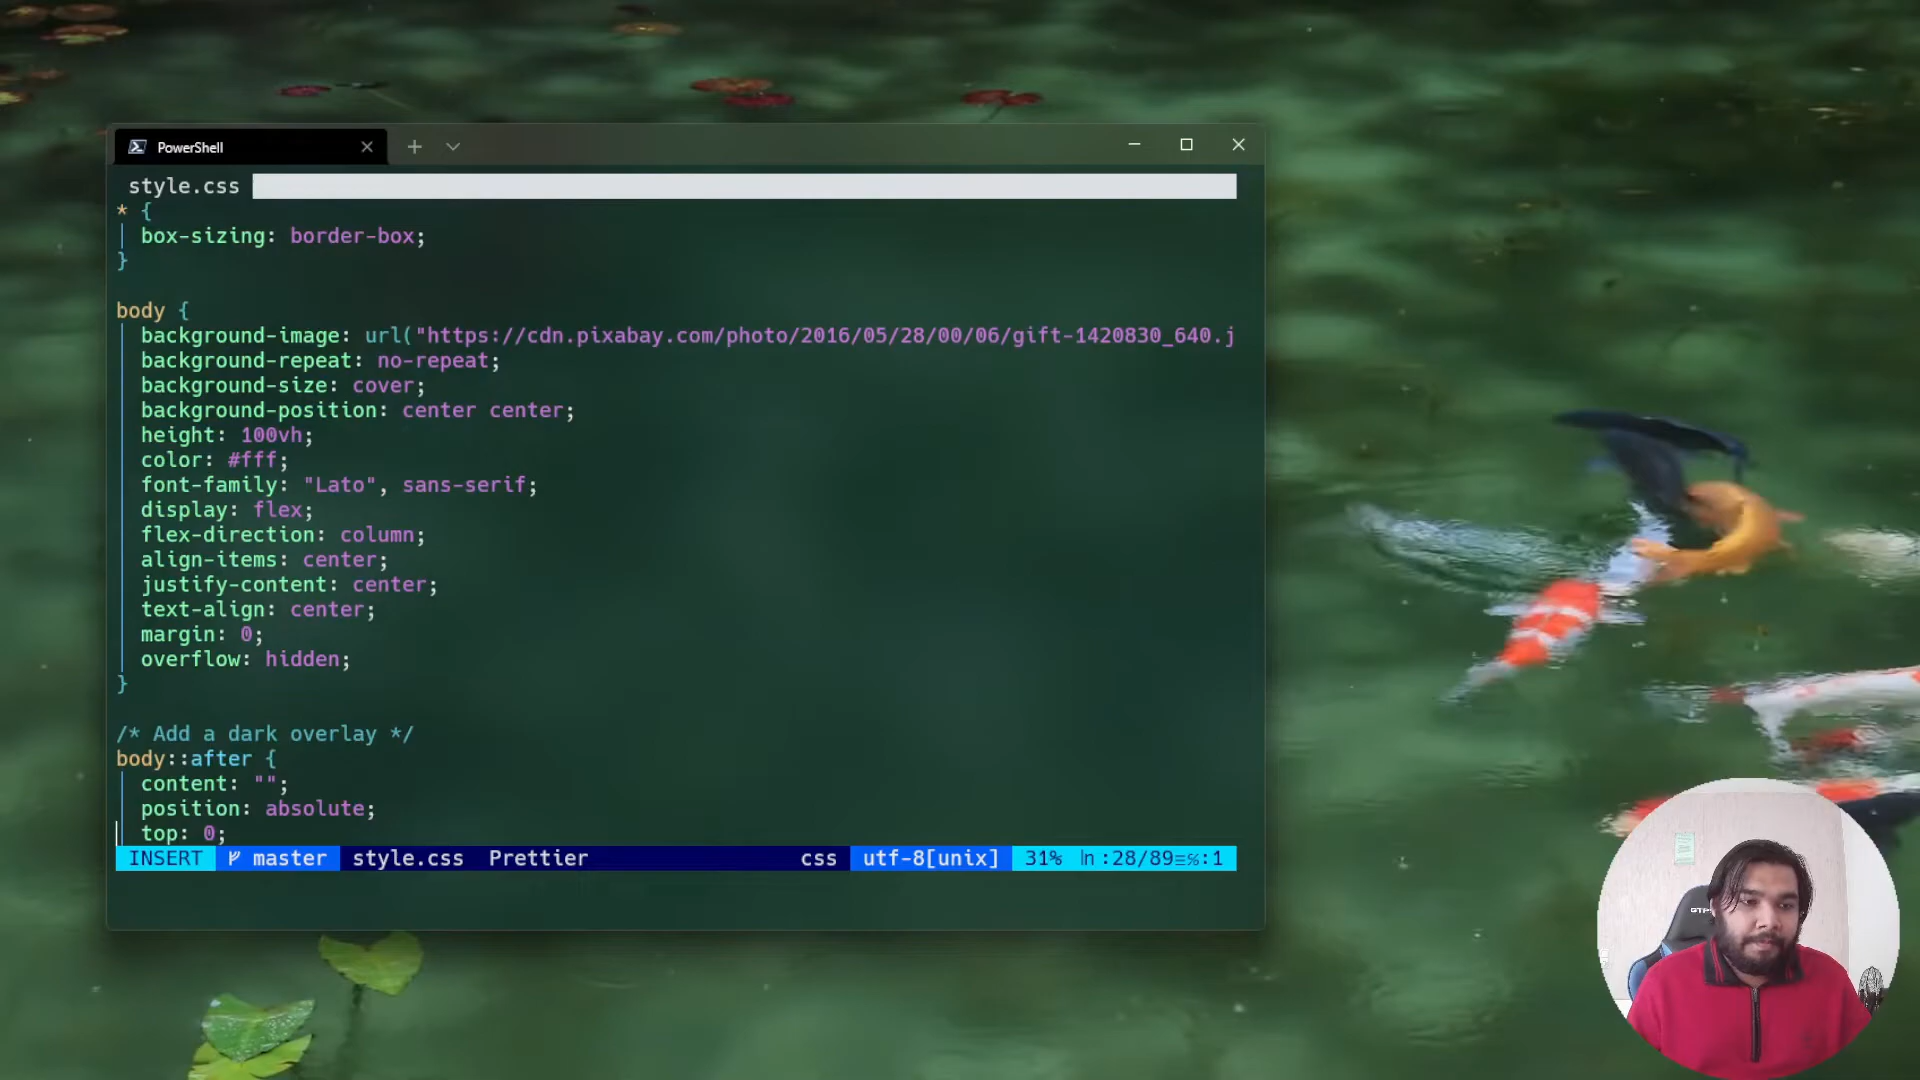 PowerShell
style.css
* {
box-sizing: border-box;
}
body {
background-image: url("https://cdn.pixabay.com/photo/2016/05/28/00/06/gift-1420830_640.j
background-repeat: no-repeat;
background-size: cover;
background-position: center center;
height: 100vh;
color: #fff;
font-family: "Lato", sans-serif;
display: flex;
flex-direction: column;
align-items: center;
justify-content: center;
text-align: center;
margin: 0;
overflow: hidden;
}
/* Add a dark overlay */
body::after {
content: "";
position: absolute;
top: 0;
INSERT master style.css Prettier css utf-8[unix] 31% ln :28/89≡%:1